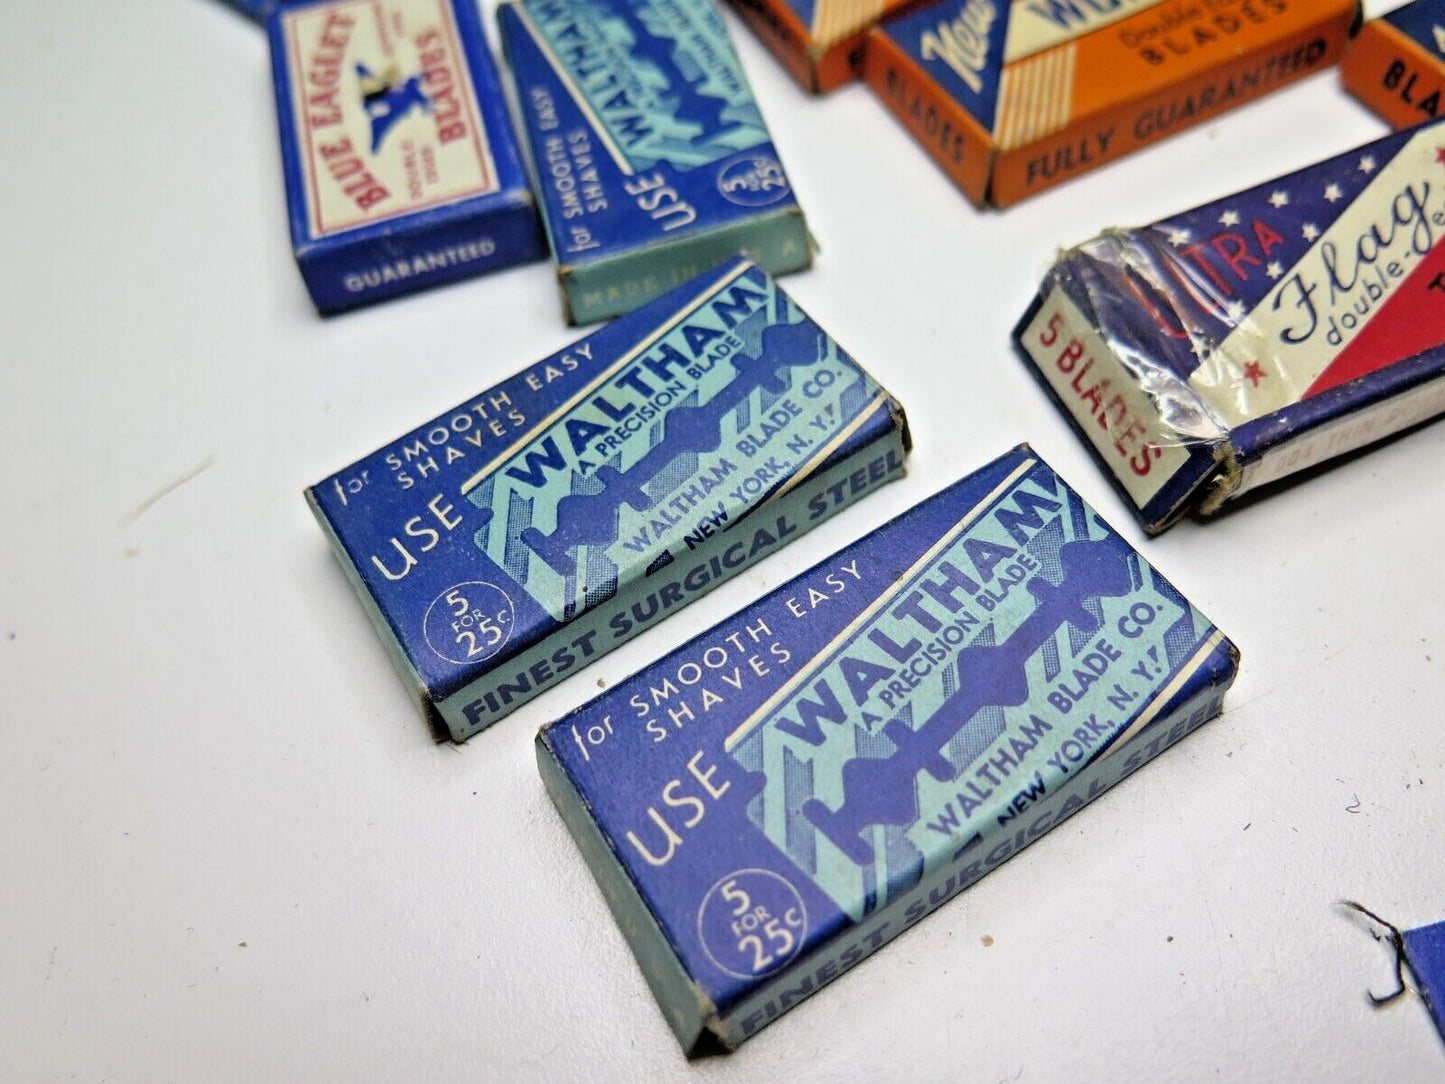 BLUE EAGLET
DOUBLE EDGE
BLADES
GUARANTEED
for SMOOTH EASY
SHAVES
USE
WALTHAM
5
FOR
25c
MADE IN U.S.A
New
Double Edge
BLADES
BLADES
FULLY GUARANTEED
ULTRA
Flag
5 BLADES
for SMOOTH EASY
SHAVES
USE
WALTHAM
A PRECISION BLADE
WALTHAM BLADE CO.
NEW YORK, N. Y.
5
FOR
25c
FINEST SURGICAL STEEL
for SMOOTH EASY
SHAVES
USE
WALTHAM
A PRECISION BLADE
WALTHAM BLADE CO.
NEW YORK, N. Y.
5
FOR
25c
FINEST SURGICAL STEEL